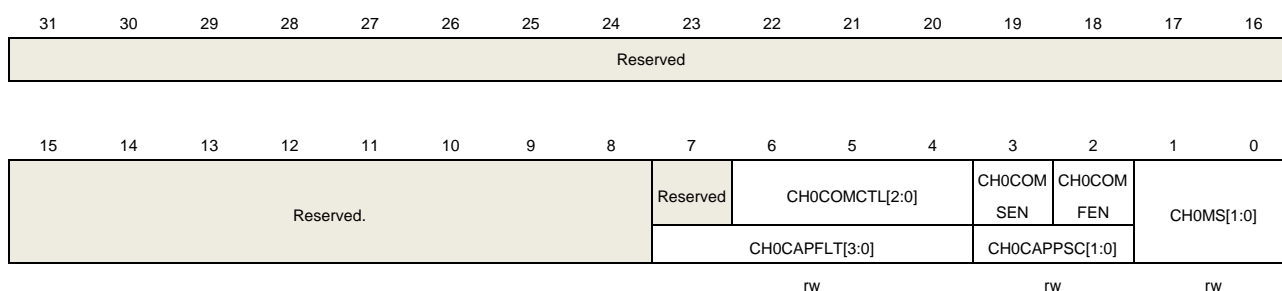 31 30 29 28 27 26 25 24 23 22 21 20 19 18 17 16
Reserved
15 14 13 12 11 10 9 8 7 6 5 4 3 2 1 0
Reserved.
Reserved
CH0COMCTL[2:0]
CH0COM
SEN
CH0COM
FEN
CH0MS[1:0]
CH0CAPFLT[3:0]
CH0CAPPSC[1:0]
rw rw rw